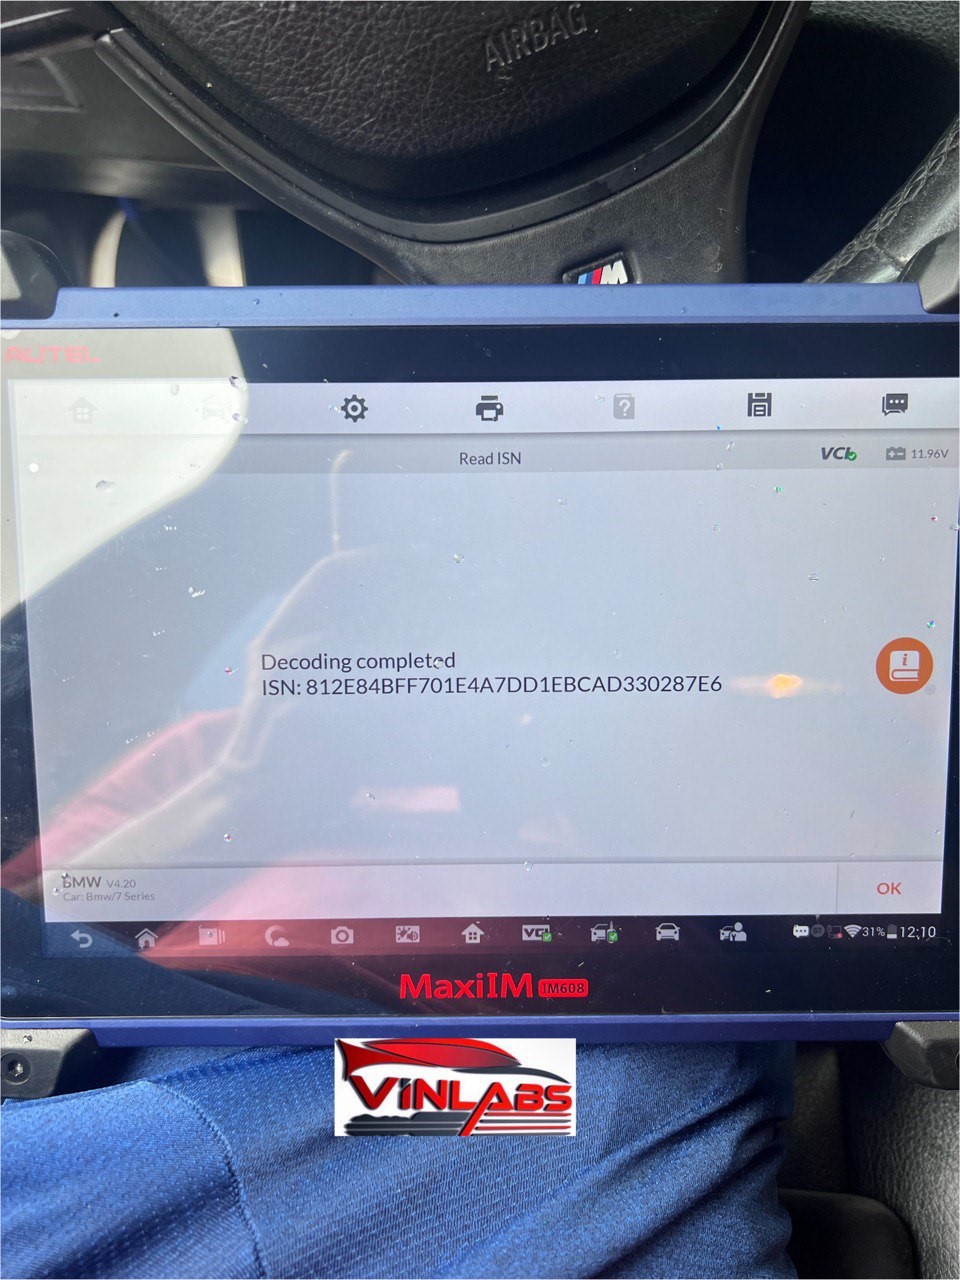 AIRBAG
M
AUTEL
Read ISN
VCI
11.96V
Decoding completed
ISN: 812E84BFF701E4A7DD1EBCAD330287E6
BMW V4.20
Car: Bmw/7 Series
OK
VCI
31%
12:10
MaxiIM IM608
VINLABS